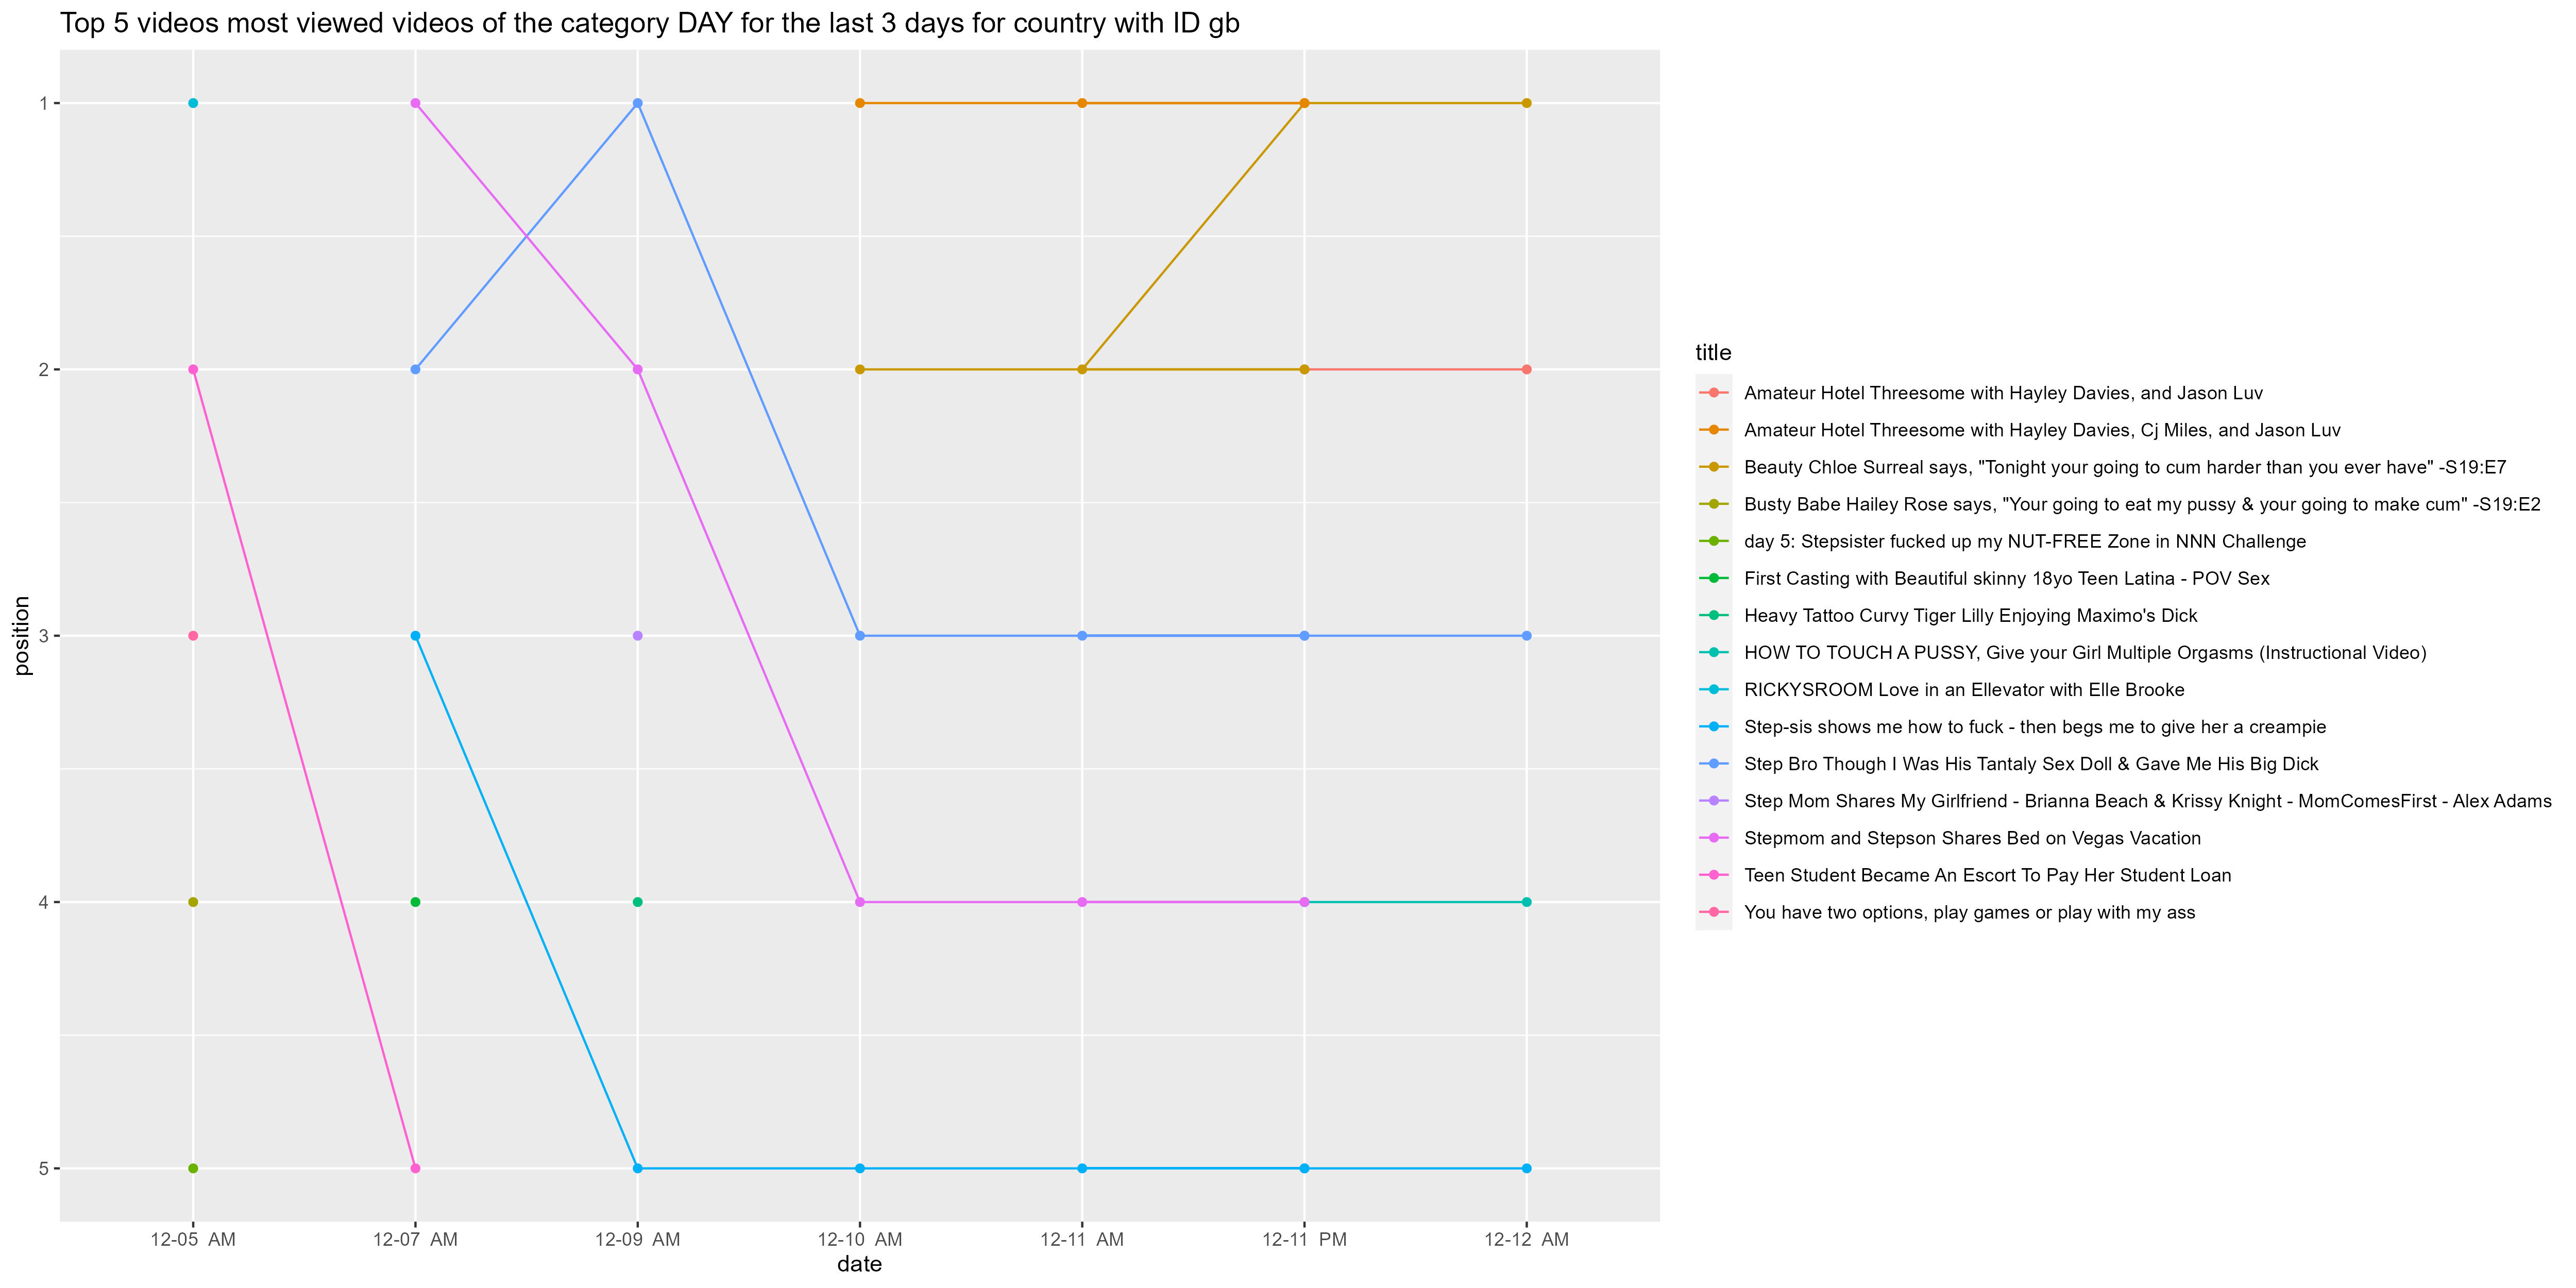 Top 5 videos most viewed videos of the category DAY for the last 3 days for country with ID gb
1
2
3
4
5
position
12-05 AM
12-07 AM
12-09 AM
12-10 AM
12-11 AM
12-11 PM
12-12 AM
date
title
Amateur Hotel Threesome with Hayley Davies, and Jason Luv
Amateur Hotel Threesome with Hayley Davies, Cj Miles, and Jason Luv
Beauty Chloe Surreal says, "Tonight your going to cum harder than you ever have" -S19:E7
Busty Babe Hailey Rose says, "Your going to eat my pussy & your going to make cum" -S19:E2
day 5: Stepsister fucked up my NUT-FREE Zone in NNN Challenge
First Casting with Beautiful skinny 18yo Teen Latina - POV Sex
Heavy Tattoo Curvy Tiger Lilly Enjoying Maximo's Dick
HOW TO TOUCH A PUSSY, Give your Girl Multiple Orgasms (Instructional Video)
RICKYSROOM Love in an Ellevator with Elle Brooke
Step-sis shows me how to fuck - then begs me to give her a creampie
Step Bro Though I Was His Tantaly Sex Doll & Gave Me His Big Dick
Step Mom Shares My Girlfriend - Brianna Beach & Krissy Knight - MomComesFirst - Alex Adams
Stepmom and Stepson Shares Bed on Vegas Vacation
Teen Student Became An Escort To Pay Her Student Loan
You have two options, play games or play with my ass